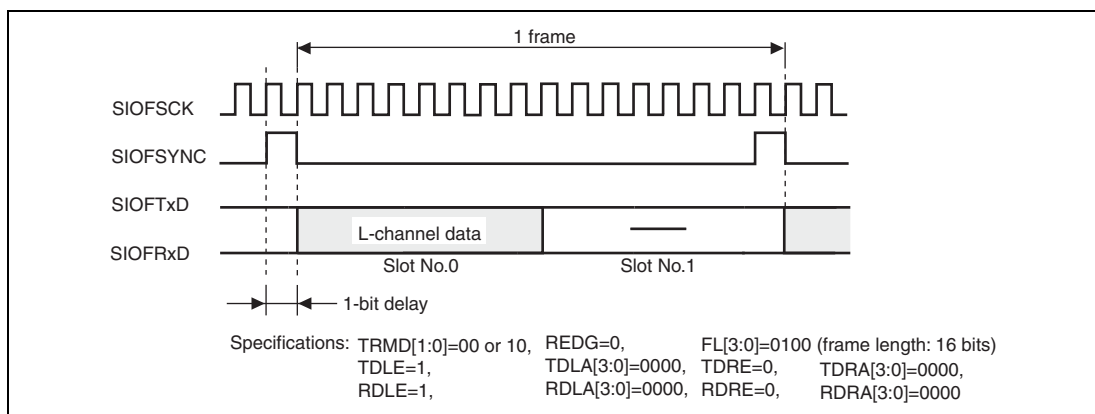 1 frame
SIOFSCK
SIOFSYNC
SIOFTxD
L-channel data
SIOFRxD
Slot No.0 Slot No.1
1-bit delay
Specifications: TRMD[1:0]=00 or 10, REDG=0, FL[3:0]=0100 (frame length: 16 bits)
TDLE=1, TDLA[3:0]=0000, TDRE=0, TDRA[3:0]=0000,
RDLE=1, RDLA[3:0]=0000, RDRE=0, RDRA[3:0]=0000